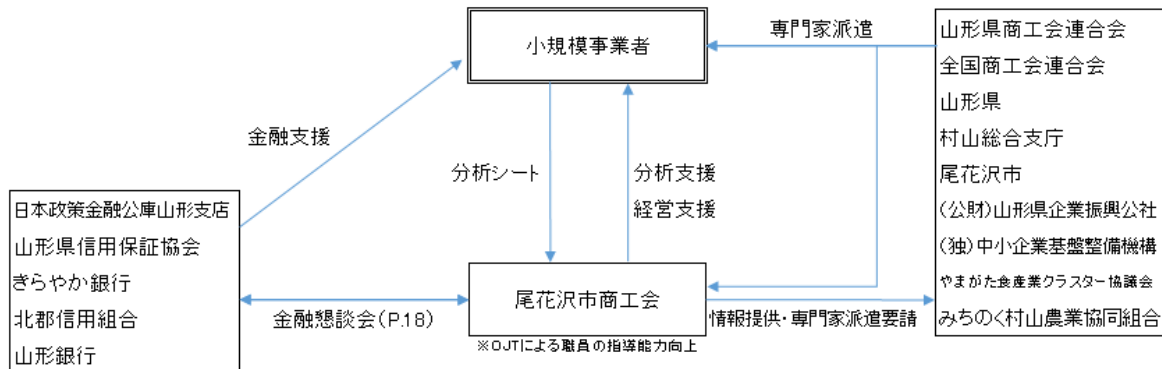 小規模事業者
専門家派遣
山形県商工会連合会
全国商工会連合会
山形県
村山総合支庁
尾花沢市
(公財)山形県企業振興公社
(独)中小企業基盤整備機構
やまがた食産業クラスター協議会
みちのく村山農業協同組合
金融支援
分析シート
分析支援
経営支援
日本政策金融公庫山形支店
山形県信用保証協会
きらやか銀行
北郡信用組合
山形銀行
金融懇談会(P.18)
尾花沢市商工会
※OJTによる職員の指導能力向上
情報提供・専門家派遣要請